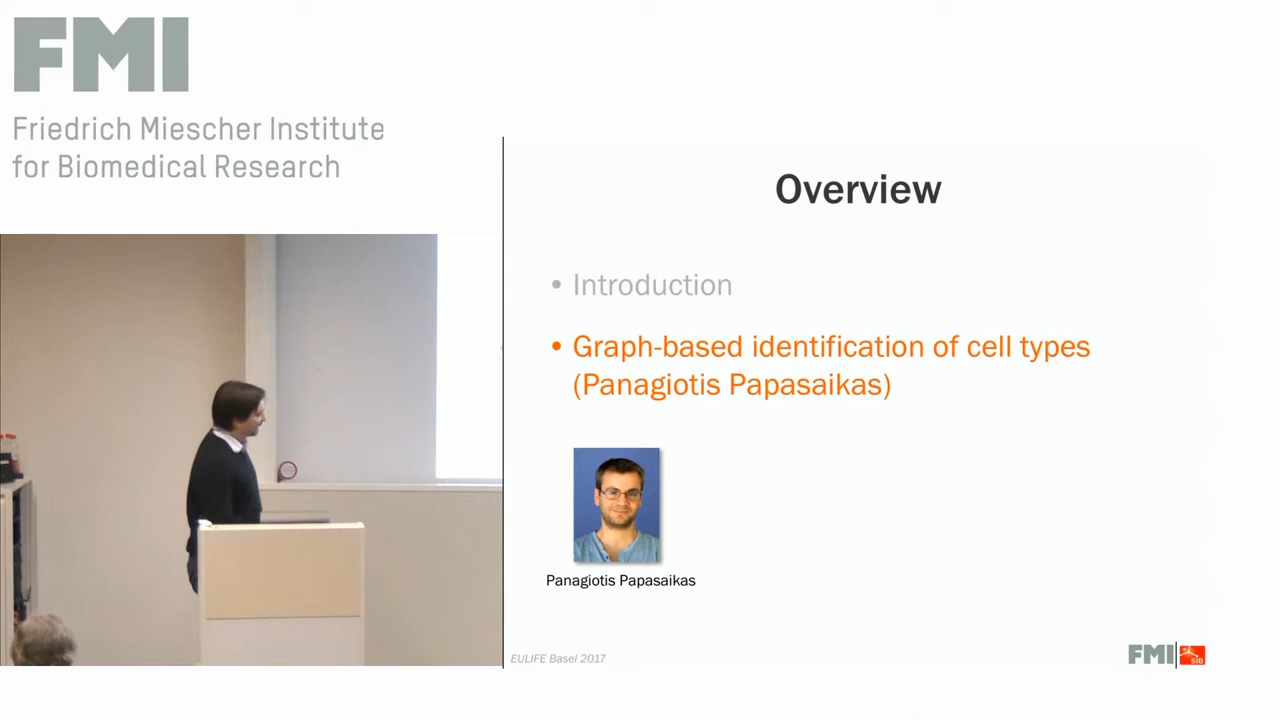 FMI
Friedrich Miescher Institute
for Biomedical Research
Overview
• Introduction
• Graph-based identification of cell types
(Panagiotis Papasaikas)
Panagiotis Papasaikas
EULIFE Basel 2017
FMI
SIB